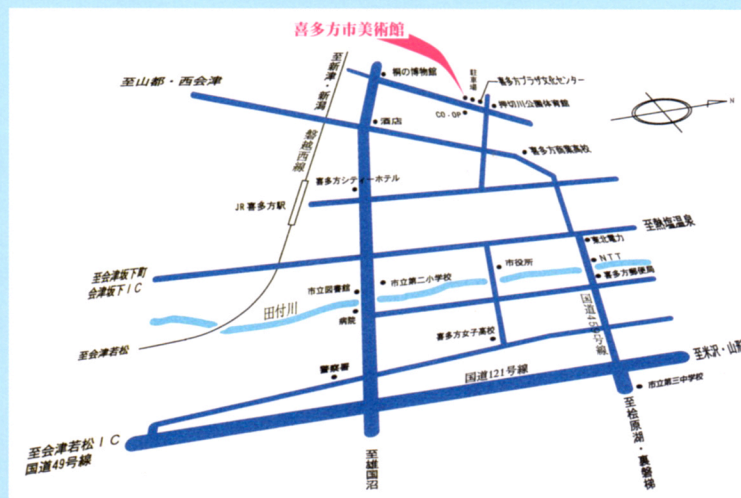 喜多方市美術館
至新津・新潟
磐越西線
至山都・西会津
桐の博物館
駐車場
喜多方プラザ文化センター
押切川公園体育館
CO-OP
酒店
N
喜多方商業高校
喜多方シティーホテル
JR喜多方駅
至熱塩温泉
東北電力
NTT
喜多方郵便局
市役所
至会津坂下町
会津坂下IC
市立図書館
市立第二小学校
田付川
病院
国道459号線
至会津若松
喜多方女子高校
警察署
国道121号線
至米沢・山形
市立第三中学校
至会津若松IC
国道49号線
至雄国沼
至桧原湖・裏磐梯